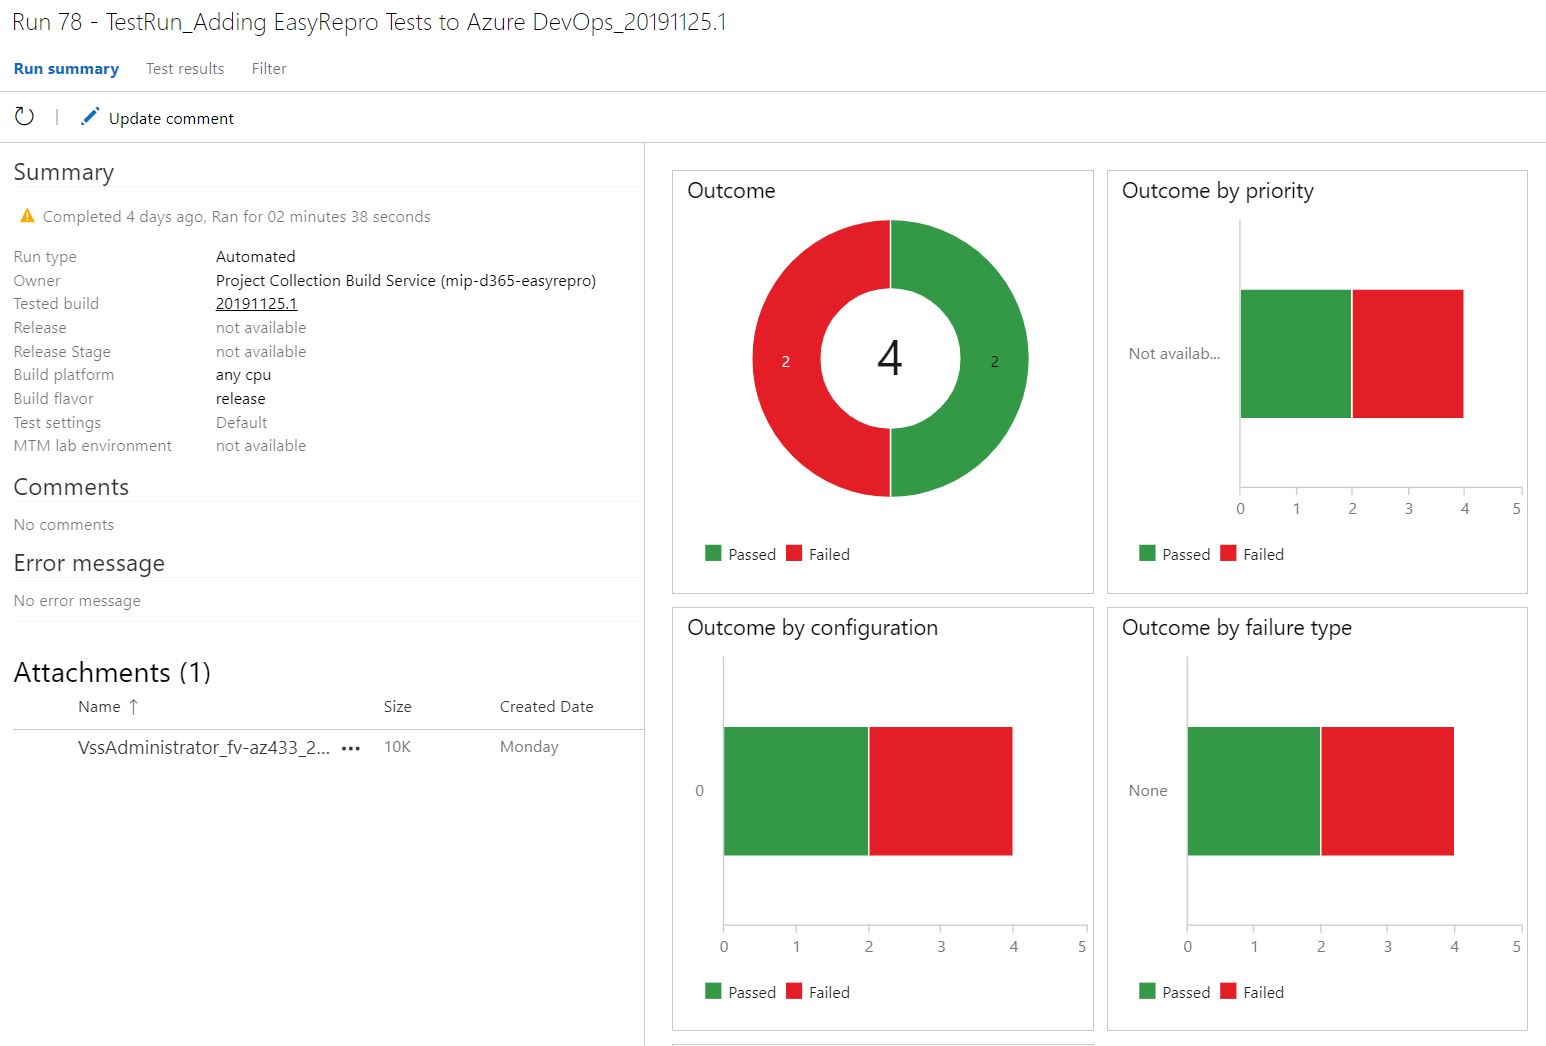 Run 78 - TestRun_Adding EasyRepro Tests to Azure DevOps_20191125.1
Run summary Test results Filter
Update comment
Summary
Completed 4 days ago, Ran for 02 minutes 38 seconds
Run type Automated
Owner Project Collection Build Service (mip-d365-easyrepro)
Tested build 20191125.1
Release not available
Release Stage not available
Build platform any cpu
Build flavor release
Test settings Default
MTM lab environment not available
Comments
No comments
Error message
No error message
Attachments (1)
Name ↑ Size Created Date
VssAdministrator_fv-az433_2... ••• 10K Monday
Outcome
2
4
2
Passed Failed
Outcome by priority
Not availab...
0 1 2 3 4 5
Passed Failed
Outcome by configuration
0
0 1 2 3 4 5
Passed Failed
Outcome by failure type
None
0 1 2 3 4 5
Passed Failed